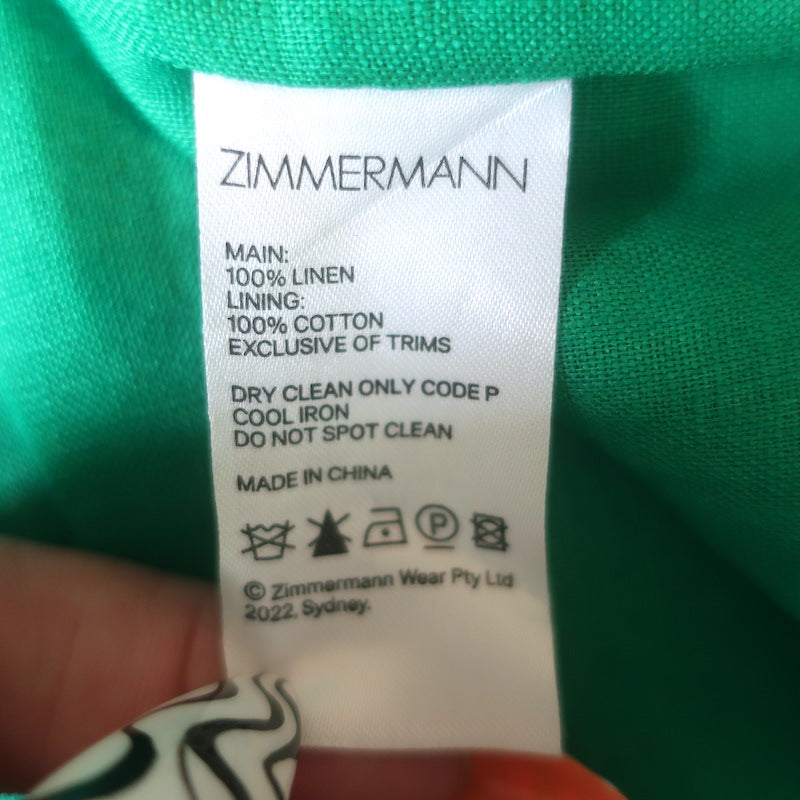 ZIMMERMANN
MAIN:
100% LINEN
LINING:
100% COTTON
EXCLUSIVE OF TRIMS
DRY CLEAN ONLY CODE P
COOL IRON
DO NOT SPOT CLEAN
MADE IN CHINA
P
© Zimmermann Wear Pty Ltd
2022, Sydney.